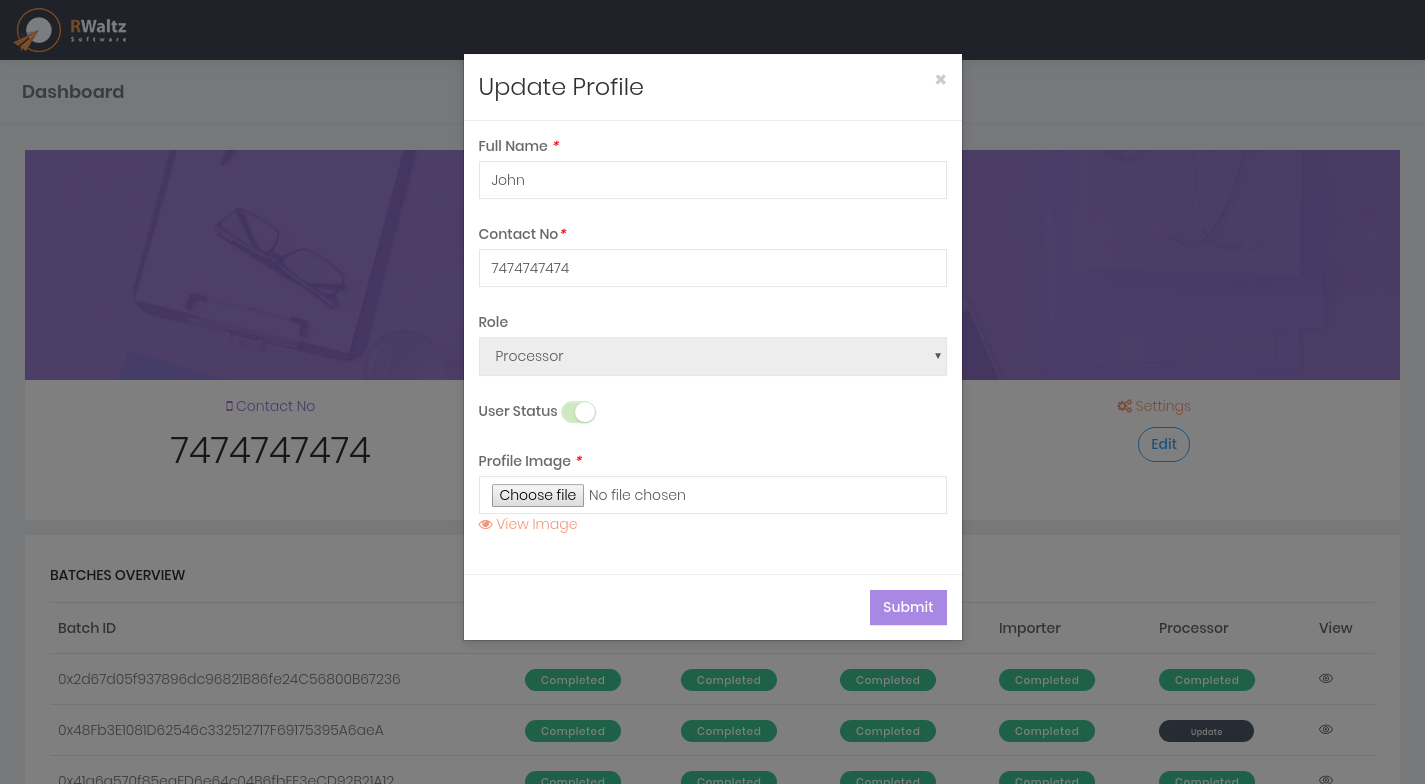 RWaltz
Software
Dashboard
Update Profile
×
Full Name *
John
Contact No *
7474747474
Role
Processor
User Status
Profile Image *
Choose file No file chosen
View Image
Submit
Contact No
7474747474
Settings
Edit
BATCHES OVERVIEW
Batch ID Importer Processor View
0x2d67d05f937896dc96821B86fe24C56800B67236 Completed Completed Completed Completed Completed
0x48Fb3E1081D62546c332512717F69175395A6aeA Completed Completed Completed Completed Update
Completed Completed Completed Completed Completed